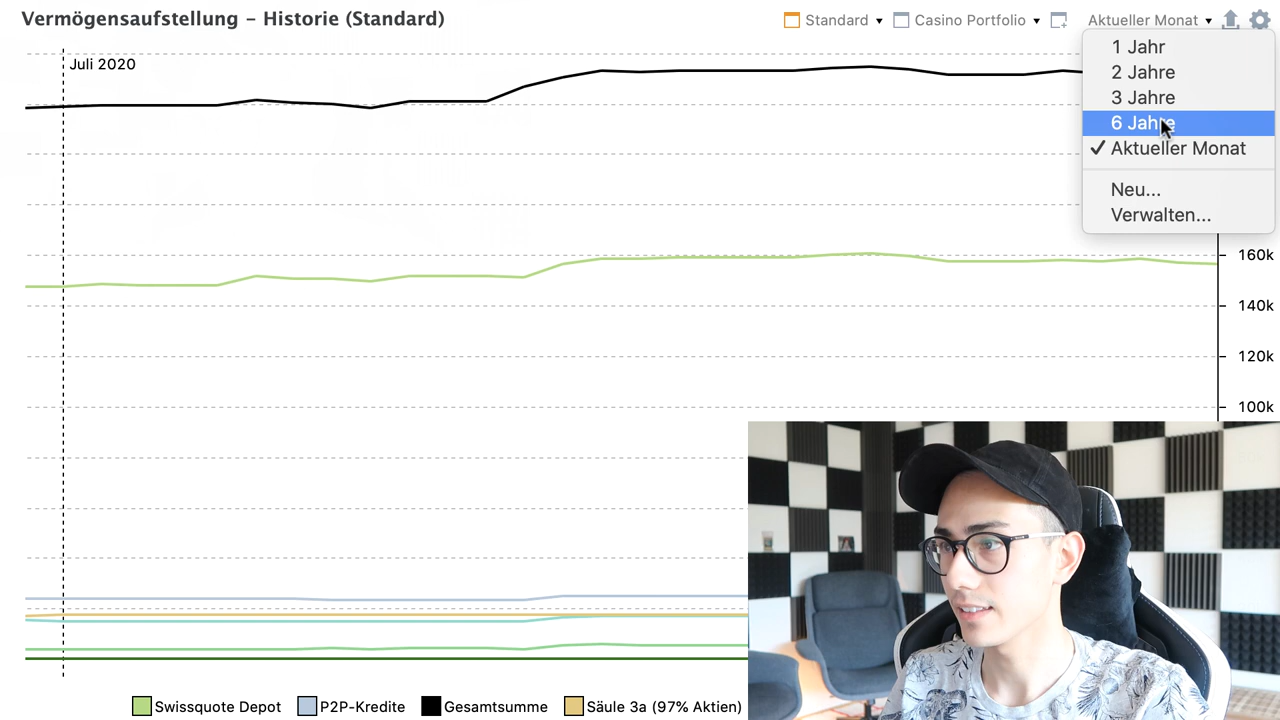 Vermögensaufstellung – Historie (Standard)
Standard ▾ Casino Portfolio ▾ Aktueller Monat ▾
1 Jahr
2 Jahre
3 Jahre
6 Jahre
✓ Aktueller Monat
Neu...
Verwalten...
Juli 2020
160k
140k
120k
100k
Swissquote Depot P2P-Kredite Gesamtsumme Säule 3a (97% Aktien)